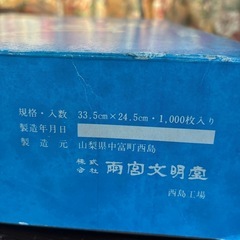 規格・入数 33.5cm×24.5cm・1,000枚入り
製造年月日
製造元 山梨県中富町西島
株式会社 雨宮文明堂
西島工場